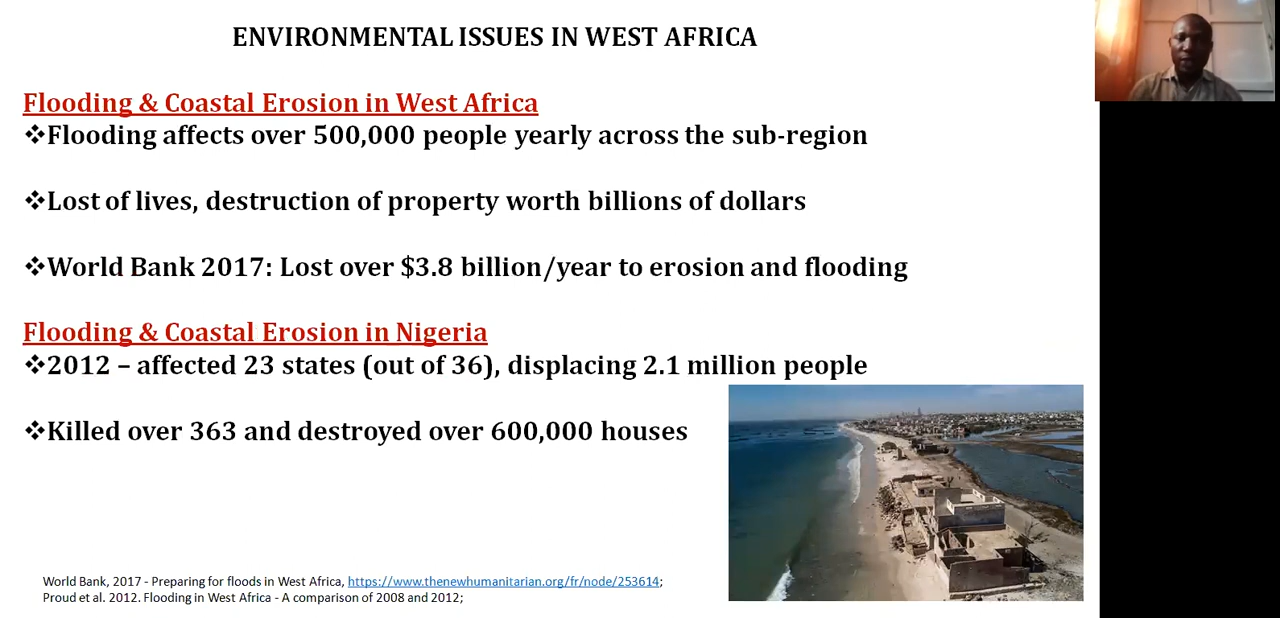 ENVIRONMENTAL ISSUES IN WEST AFRICA
Flooding & Coastal Erosion in West Africa
❖Flooding affects over 500,000 people yearly across the sub-region
❖Lost of lives, destruction of property worth billions of dollars
❖World Bank 2017: Lost over $3.8 billion/year to erosion and flooding
Flooding & Coastal Erosion in Nigeria
❖2012 – affected 23 states (out of 36), displacing 2.1 million people
❖Killed over 363 and destroyed over 600,000 houses
World Bank, 2017 - Preparing for floods in West Africa, https://www.thenewhumanitarian.org/fr/node/253614;
Proud et al. 2012. Flooding in West Africa - A comparison of 2008 and 2012;